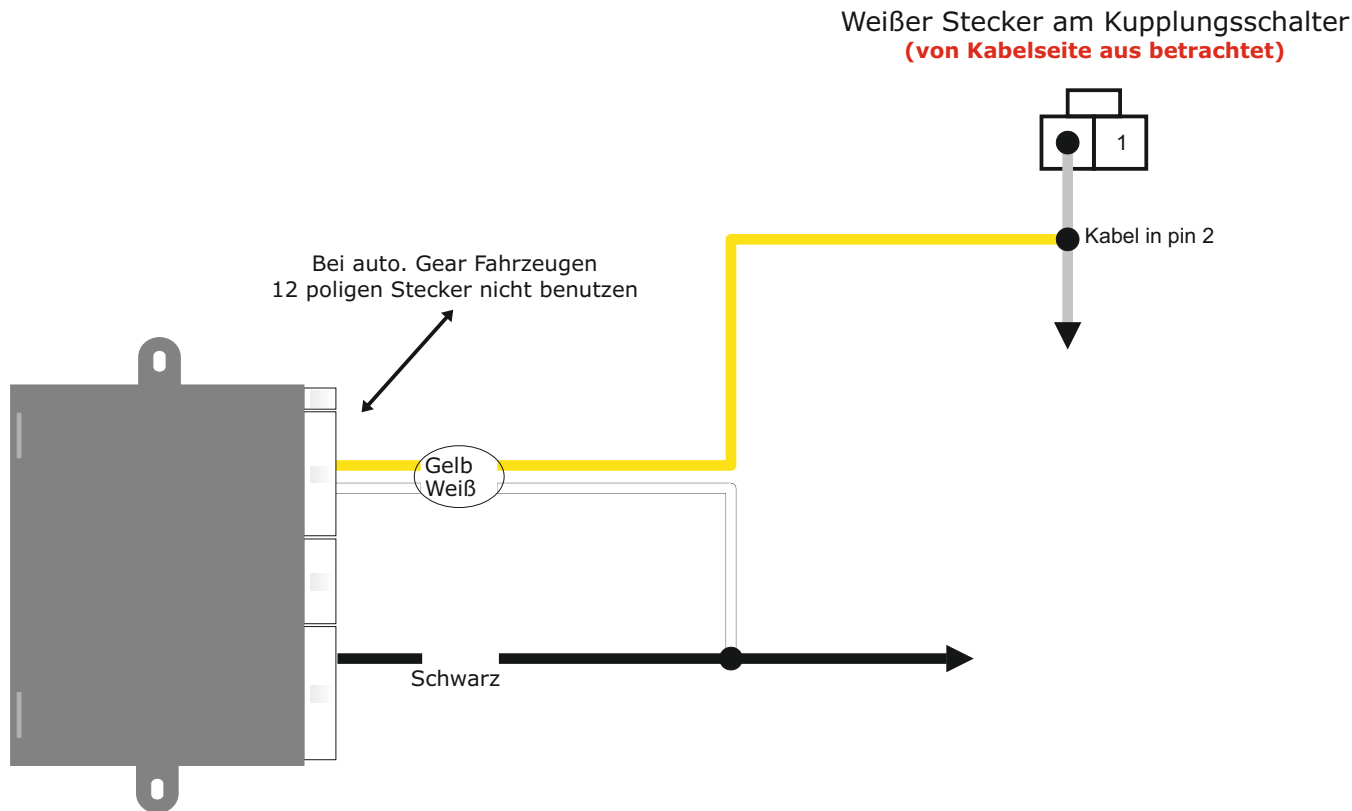 Weißer Stecker am Kupplungsschalter
(von Kabelseite aus betrachtet)
1
Kabel in pin 2
Bei auto. Gear Fahrzeugen
12 poligen Stecker nicht benutzen
Gelb
Weiß
Schwarz